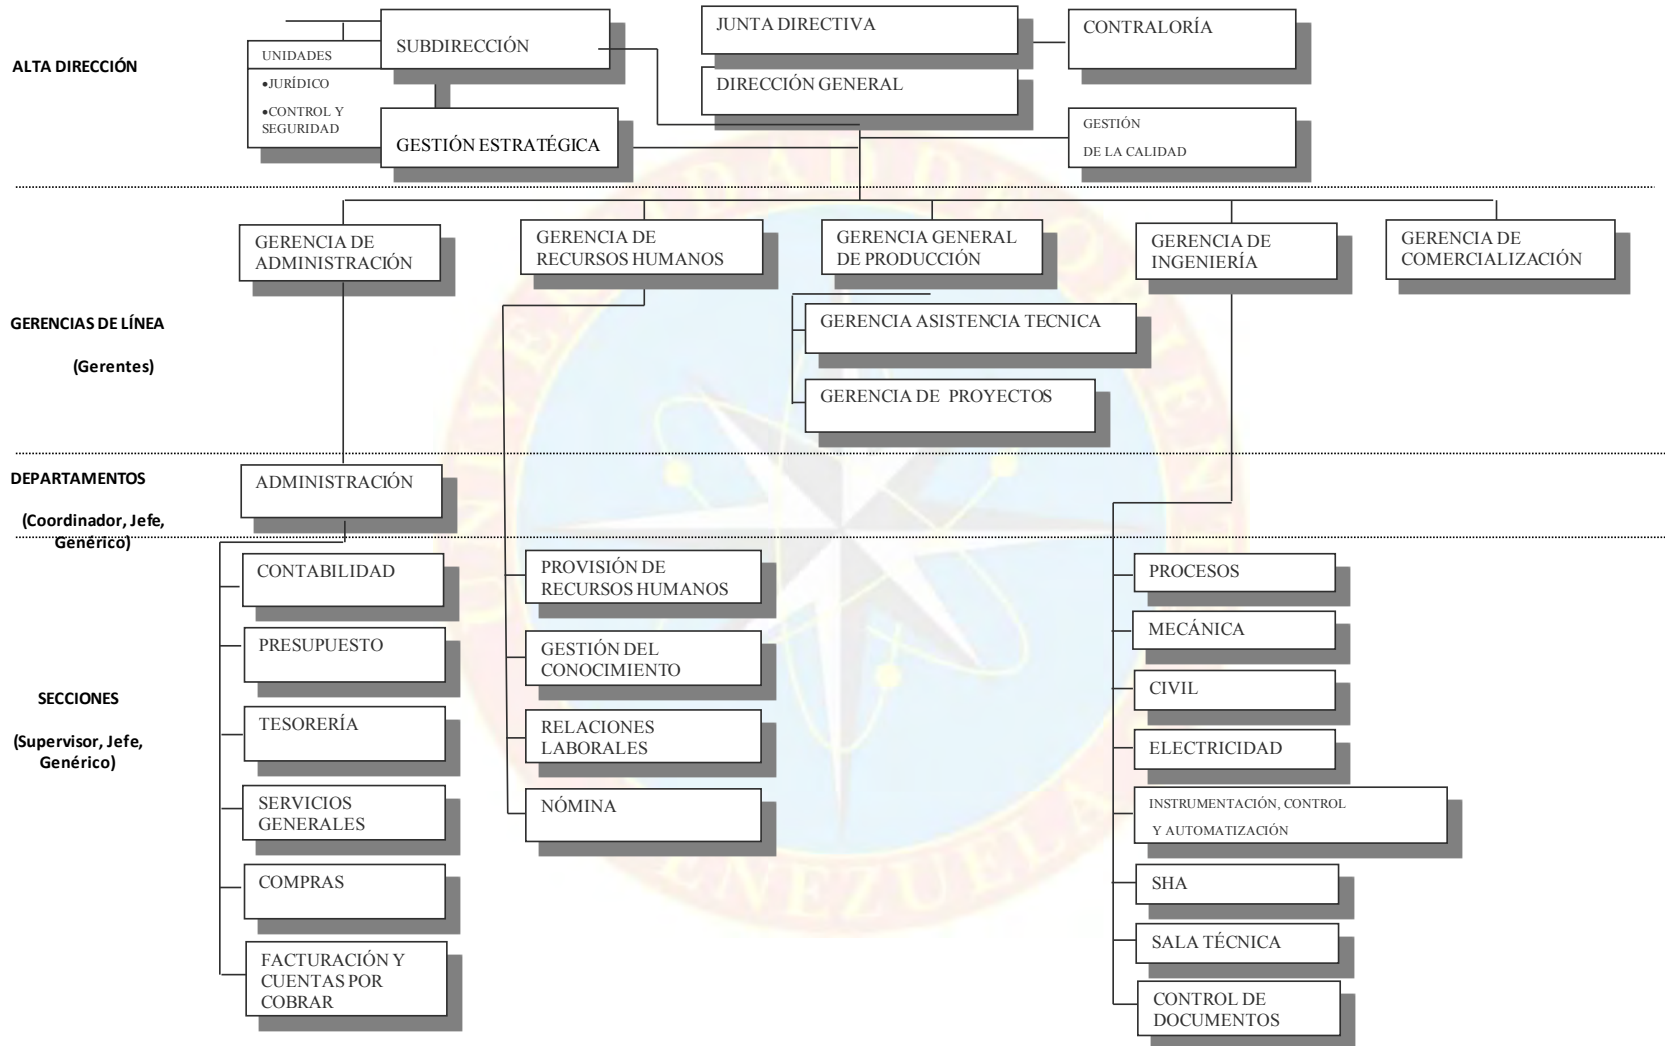 ALTA DIRECCIÓN
UNIDADES
•JURÍDICO
•CONTROL Y
SEGURIDAD
SUBDIRECCIÓN
GESTIÓN ESTRATÉGICA
JUNTA DIRECTIVA
DIRECCIÓN GENERAL
CONTRALORÍA
GESTIÓN
DE LA CALIDAD
GERENCIAS DE LÍNEA
(Gerentes)
GERENCIA DE
ADMINISTRACIÓN
GERENCIA DE
RECURSOS HUMANOS
GERENCIA GENERAL
DE PRODUCCIÓN
GERENCIA DE
INGENIERÍA
GERENCIA DE
COMERCIALIZACIÓN
GERENCIA ASISTENCIA TECNICA
GERENCIA DE PROYECTOS
DEPARTAMENTOS
(Coordinador, Jefe,
Genérico)
ADMINISTRACIÓN
SECCIONES
(Supervisor, Jefe,
Genérico)
CONTABILIDAD
PRESUPUESTO
TESORERÍA
SERVICIOS
GENERALES
COMPRAS
FACTURACIÓN Y
CUENTAS POR
COBRAR
PROVISIÓN DE
RECURSOS HUMANOS
GESTIÓN DEL
CONOCIMIENTO
RELACIONES
LABORALES
NÓMINA
PROCESOS
MECÁNICA
CIVIL
ELECTRICIDAD
INSTRUMENTACIÓN, CONTROL
Y AUTOMATIZACIÓN
SHA
SALA TÉCNICA
CONTROL DE
DOCUMENTOS
UNIVERSIDAD DE ORIENTE
VENEZUELA